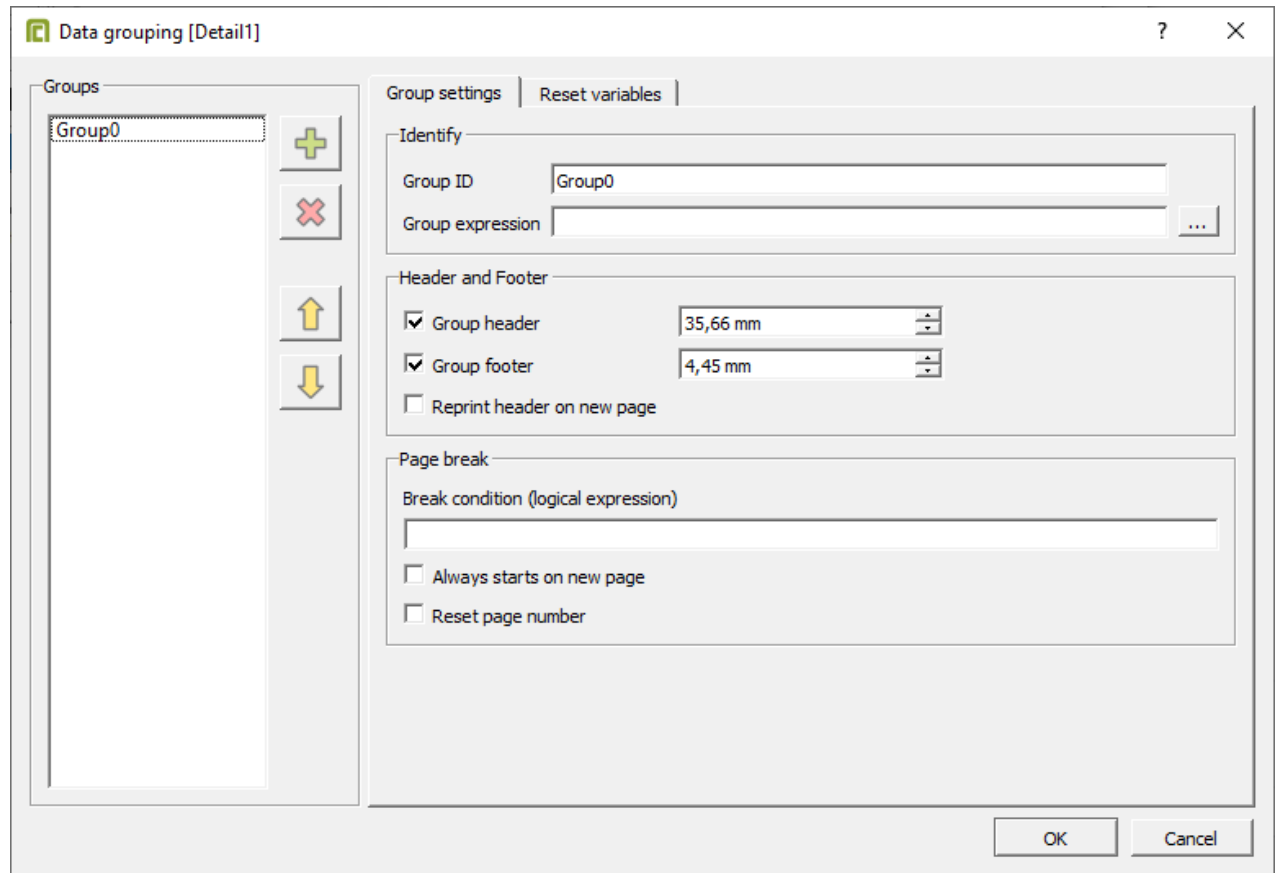 Data grouping [Detail1]
?
Groups
Group0
Group settings
Reset variables
Identify
Group ID
Group0
Group expression
...
Header and Footer
Group header
35,66 mm
Group footer
4,45 mm
Reprint header on new page
Page break
Break condition (logical expression)
Always starts on new page
Reset page number
OK
Cancel